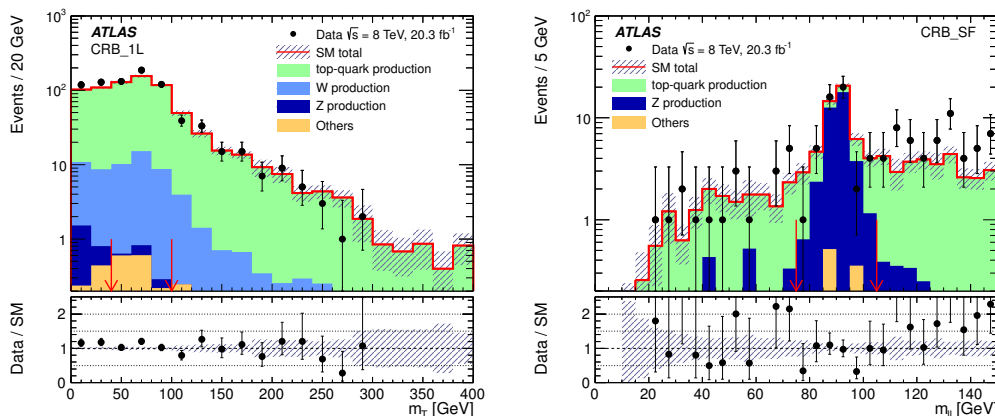 Events / 20 GeV
10³
10²
10
1
ATLAS
CRB_1L
Data √s = 8 TeV, 20.3 fb⁻¹
SM total
top-quark production
W production
Z production
Others
Data / SM
2
1
0
0 50 100 150 200 250 300 350 400
m_T [GeV]
Events / 5 GeV
10²
10
1
ATLAS
CRB_SF
Data √s = 8 TeV, 20.3 fb⁻¹
SM total
top-quark production
Z production
Others
Data / SM
2
1
0
0 20 40 60 80 100 120 140
m_ll [GeV]